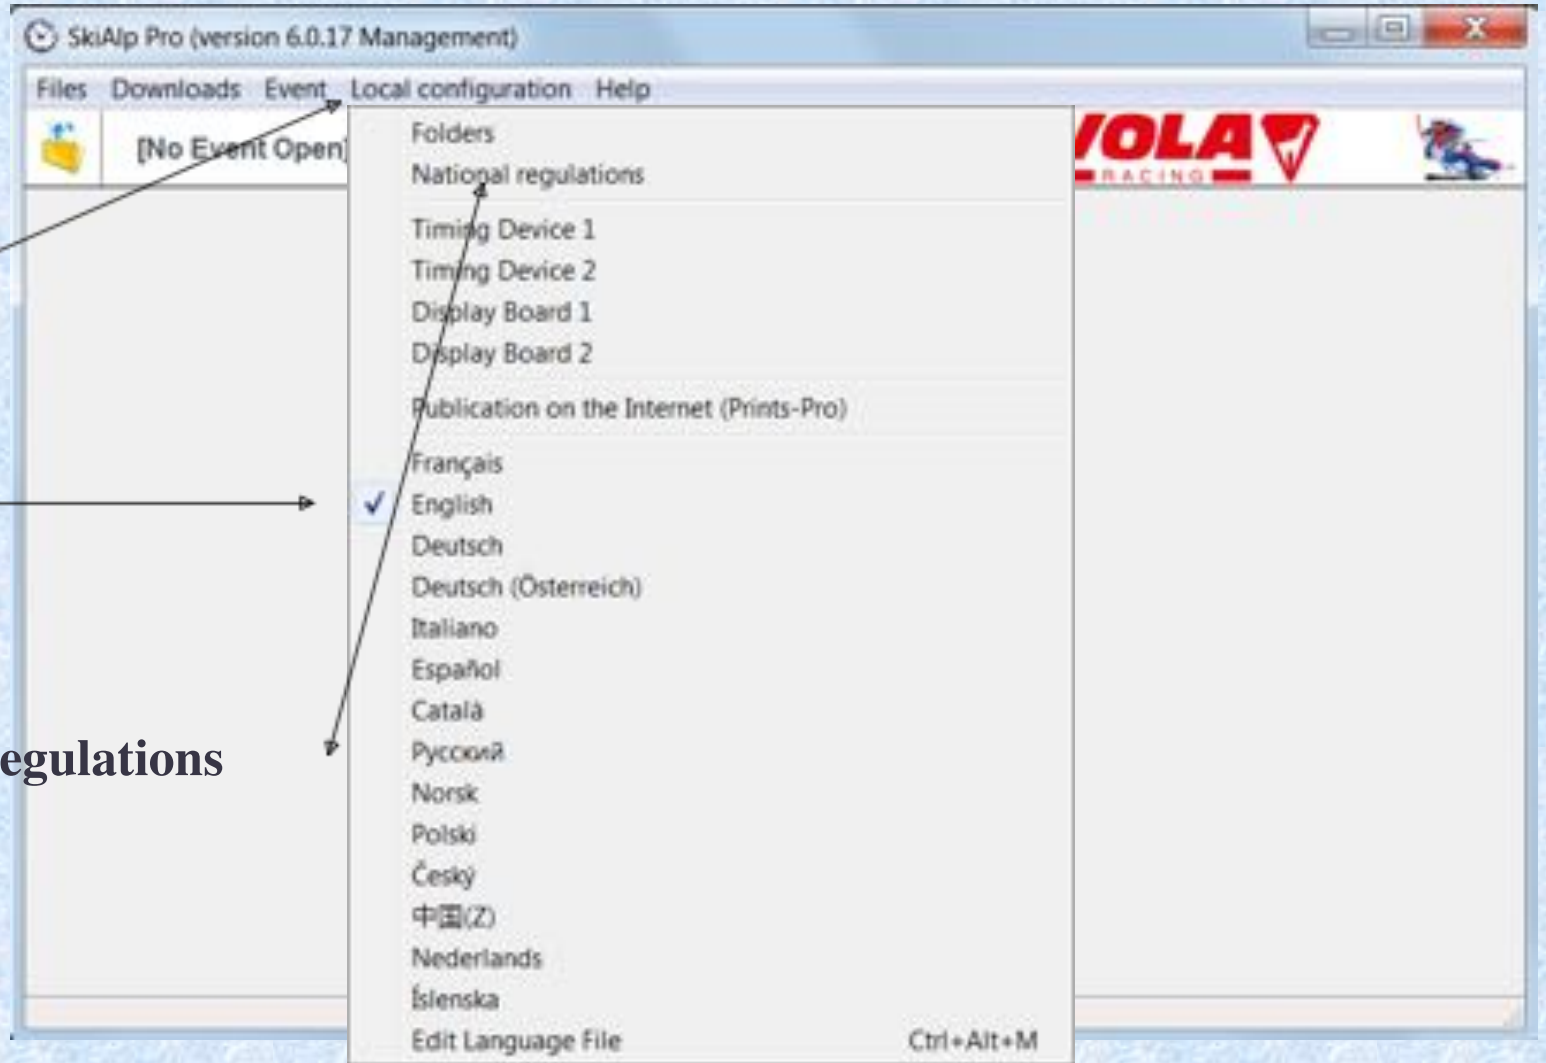 SkiAlp Pro (version 6.0.17 Management)
Files Downloads Event Local configuration Help
[No Event Open]
VOLA
RACING
Folders
National regulations
Timing Device 1
Timing Device 2
Display Board 1
Display Board 2
Publication on the Internet (Prints-Pro)
Français
English
Deutsch
Deutsch (Österreich)
Italiano
Español
Català
Русский
egulations
Norsk
Polski
Český
中国(Z)
Nederlands
Íslenska
Edit Language File Ctrl+Alt+M